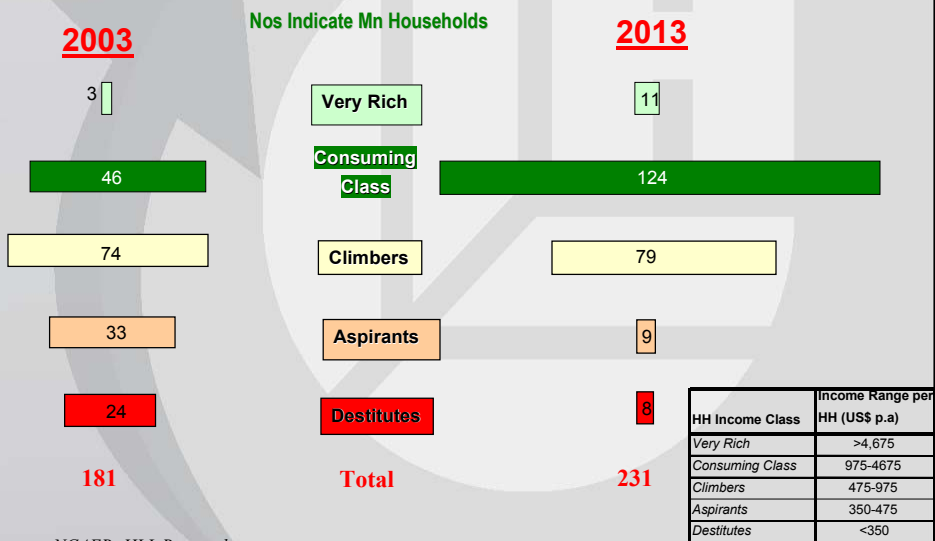 Nos Indicate Mn Households
2003
2013
3
Very Rich
11
46
Consuming
Class
124
74
Climbers
79
33
Aspirants
9
24
Destitutes
8
181
Total
231
HH Income Class
Income Range per
HH (US$ p.a)
Very Rich >4,675
Consuming Class 975-4675
Climbers 475-975
Aspirants 350-475
Destitutes <350